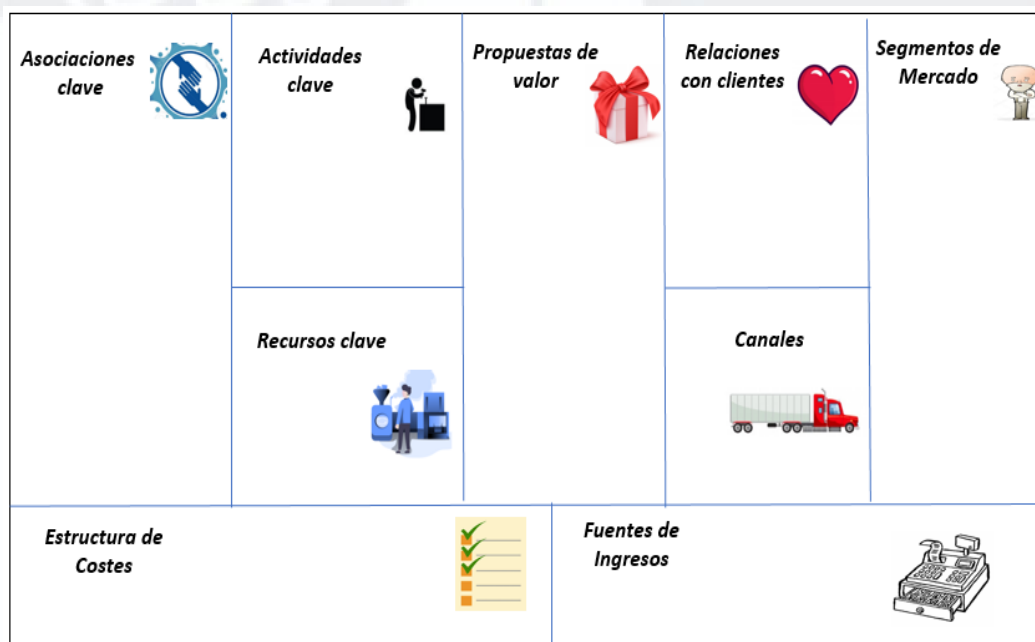 Asociaciones
clave
Actividades
clave
Propuestas de
valor
Relaciones
con clientes
Segmentos de
Mercado
Recursos clave
Canales
Estructura de
Costes
Fuentes de
Ingresos